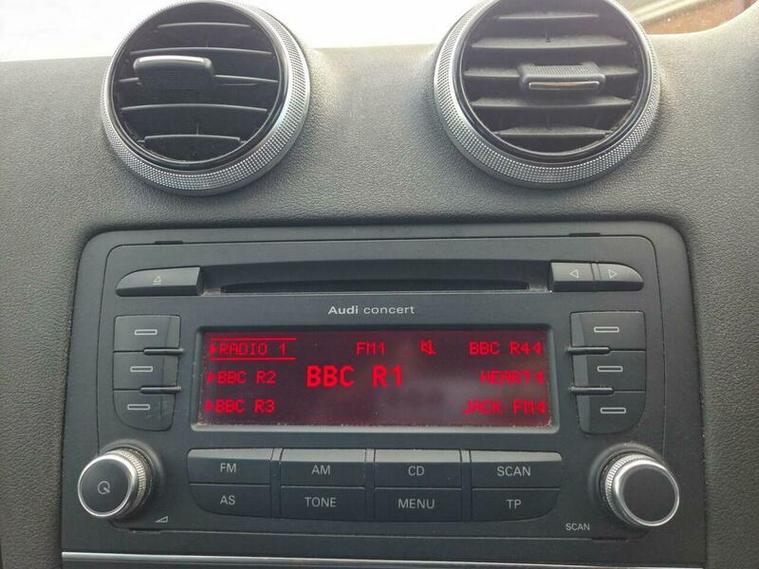 Audi concert
▶RADIO 1 FM1 BBC R4◀
▶BBC R2 BBC R1 HEART◀
▶BBC R3 JACK FM◀
FM AM CD SCAN
AS TONE MENU TP
SCAN